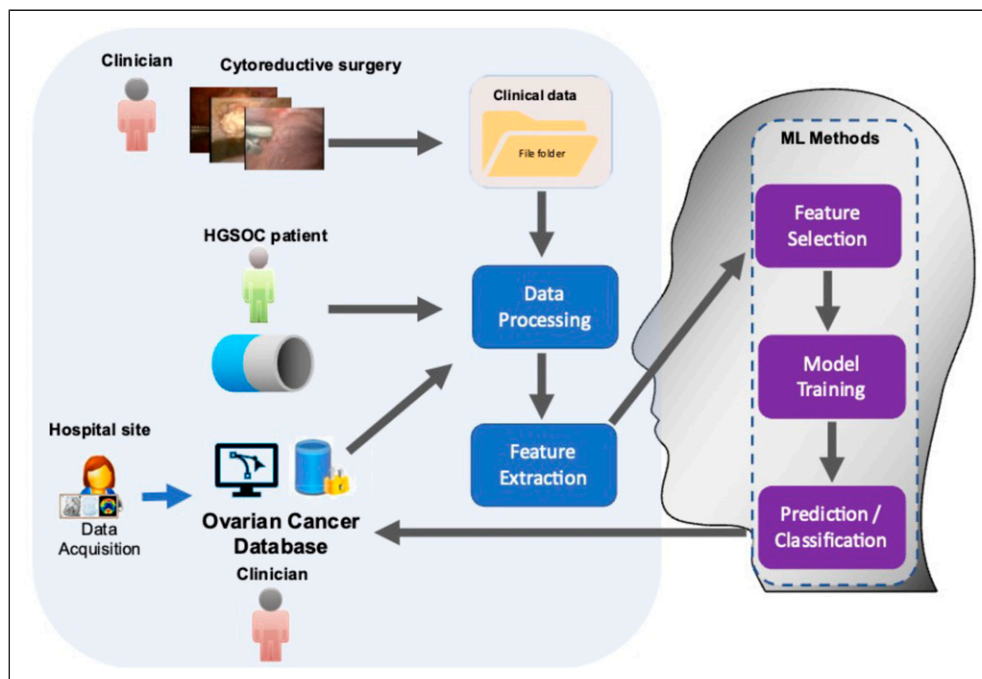 Clinician
Cytoreductive surgery
Clinical data
File folder
ML Methods
Feature
Selection
HGSOC patient
Data
Processing
Model
Training
Hospital site
Feature
Extraction
Data
Acquisition
Ovarian Cancer
Database
Prediction /
Classification
Clinician